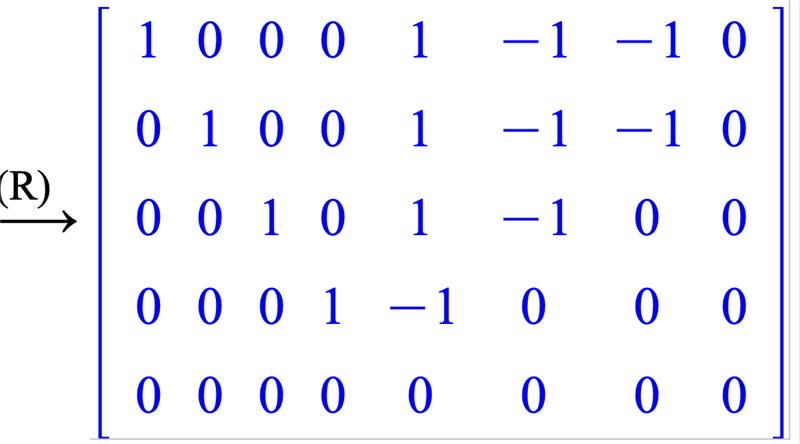 1 0 0 0 1 −1 −1 0
0 1 0 0 1 −1 −1 0
(R)
0 0 1 0 1 −1 0 0
0 0 0 1 −1 0 0 0
0 0 0 0 0 0 0 0